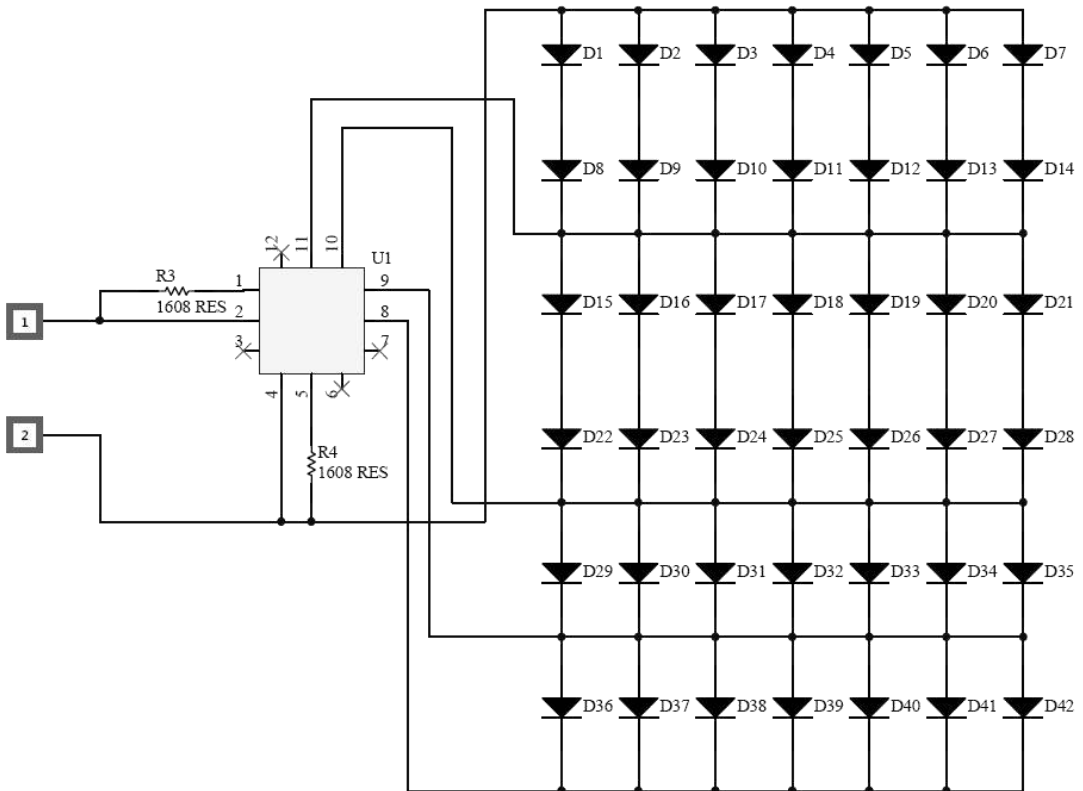 D1 D2 D3 D4 D5 D6 D7
D8 D9 D10 D11 D12 D13 D14
12 11 10
U1
R3
1 9
1608 RES
D15 D16 D17 D18 D19 D20 D21
1 2 8
3 7
4 5 6
2
D22 D23 D24 D25 D26 D27 D28
R4
1608 RES
D29 D30 D31 D32 D33 D34 D35
D36 D37 D38 D39 D40 D41 D42